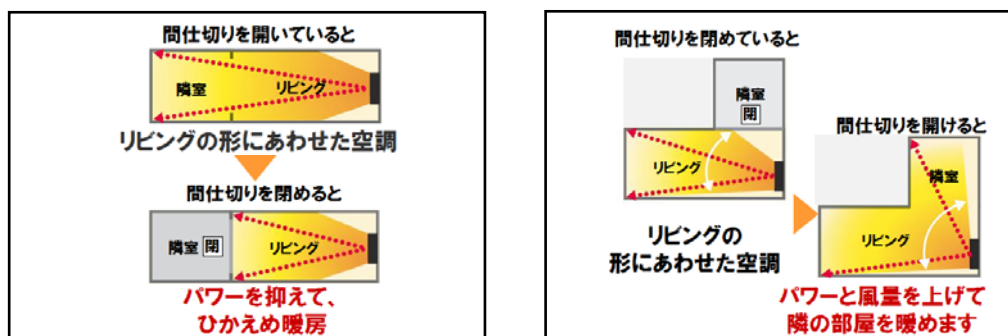 間仕切りを開いていると
隣室
リビング
リビングの形にあわせた空調
間仕切りを閉めると
隣室 閉
リビング
パワーを抑えて、
ひかえめ暖房
間仕切りを閉めていると
隣室
閉
リビング
リビングの
形にあわせた空調
間仕切りを開けると
隣室
リビング
パワーと風量を上げて
隣の部屋を暖めます